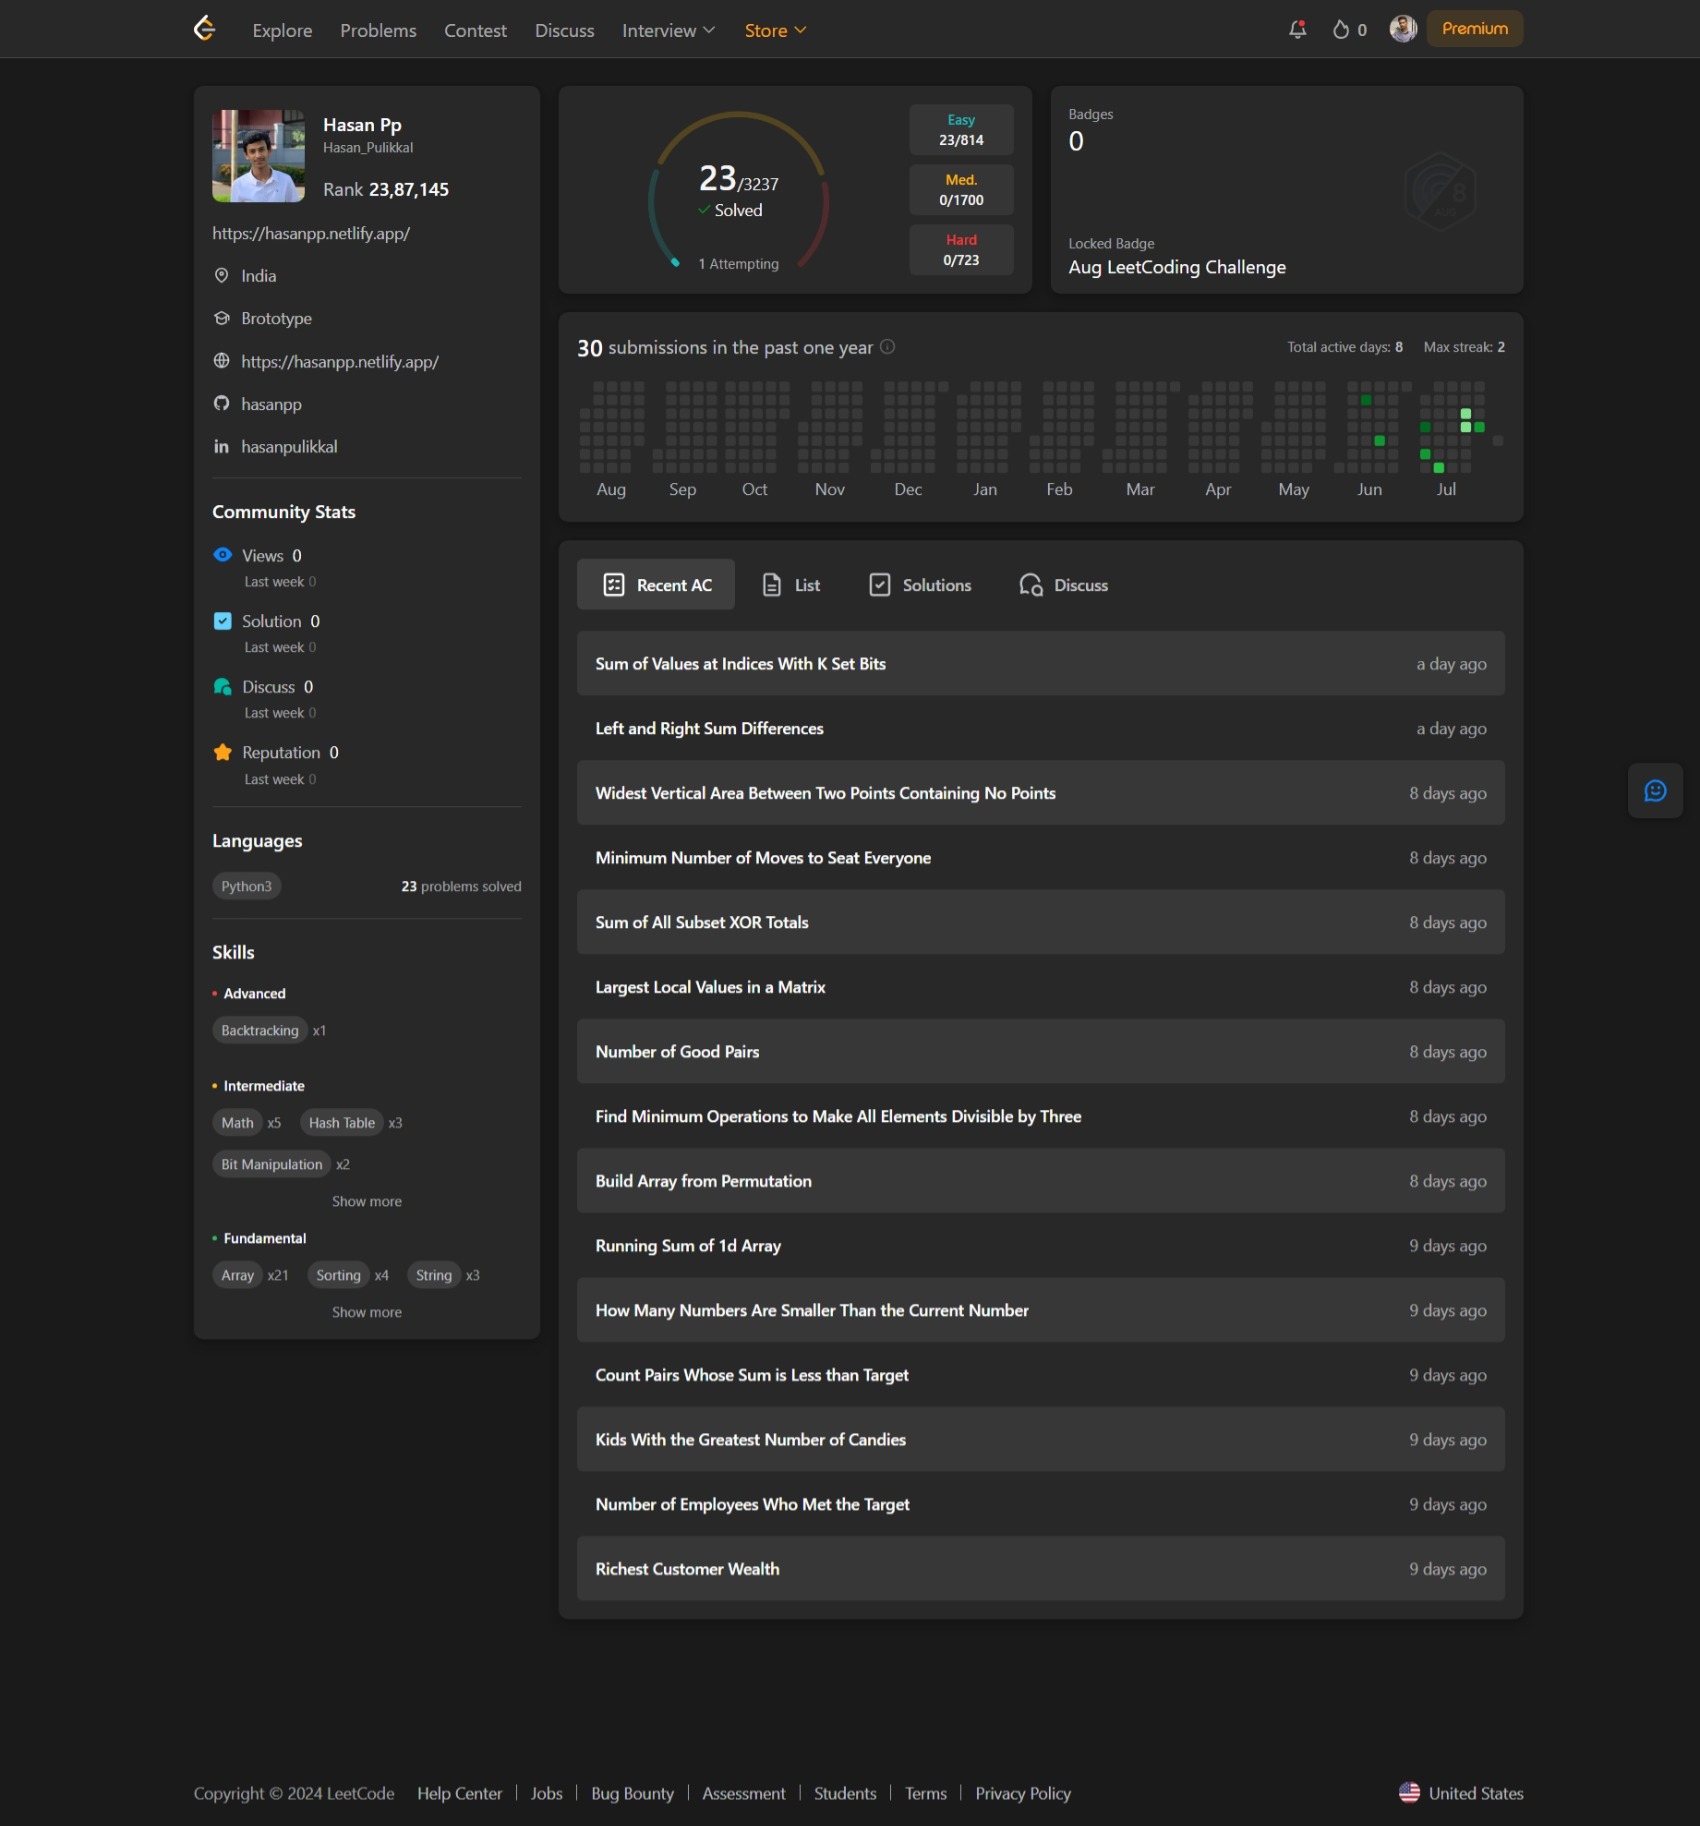 Explore
Problems
Contest
Discuss
Interview
Store
0
Premium
Hasan Pp
Hasan_Pulikkal
Rank 23,87,145
https://hasanpp.netlify.app/
India
Brototype
https://hasanpp.netlify.app/
hasanpp
in hasanpulikkal
Community Stats
Views 0
Last week 0
Solution 0
Last week 0
Discuss 0
Last week 0
Reputation 0
Last week 0
Languages
Python3 23 problems solved
Skills
Advanced
Backtracking x1
Intermediate
Math x5 Hash Table x3
Bit Manipulation x2
Show more
Fundamental
Array x21 Sorting x4 String x3
Show more
23/3237
Solved
1 Attempting
Easy
23/814
Med.
0/1700
Hard
0/723
Badges
0
8
AUG
Locked Badge
Aug LeetCoding Challenge
30 submissions in the past one year
Total active days: 8 Max streak: 2
Aug Sep Oct Nov Dec Jan Feb Mar Apr May Jun Jul
Recent AC
List
Solutions
Discuss
Sum of Values at Indices With K Set Bits a day ago
Left and Right Sum Differences a day ago
Widest Vertical Area Between Two Points Containing No Points 8 days ago
Minimum Number of Moves to Seat Everyone 8 days ago
Sum of All Subset XOR Totals 8 days ago
Largest Local Values in a Matrix 8 days ago
Number of Good Pairs 8 days ago
Find Minimum Operations to Make All Elements Divisible by Three 8 days ago
Build Array from Permutation 8 days ago
Running Sum of 1d Array 9 days ago
How Many Numbers Are Smaller Than the Current Number 9 days ago
Count Pairs Whose Sum is Less than Target 9 days ago
Kids With the Greatest Number of Candies 9 days ago
Number of Employees Who Met the Target 9 days ago
Richest Customer Wealth 9 days ago
Copyright © 2024 LeetCode Help Center | Jobs | Bug Bounty | Assessment | Students | Terms | Privacy Policy
United States